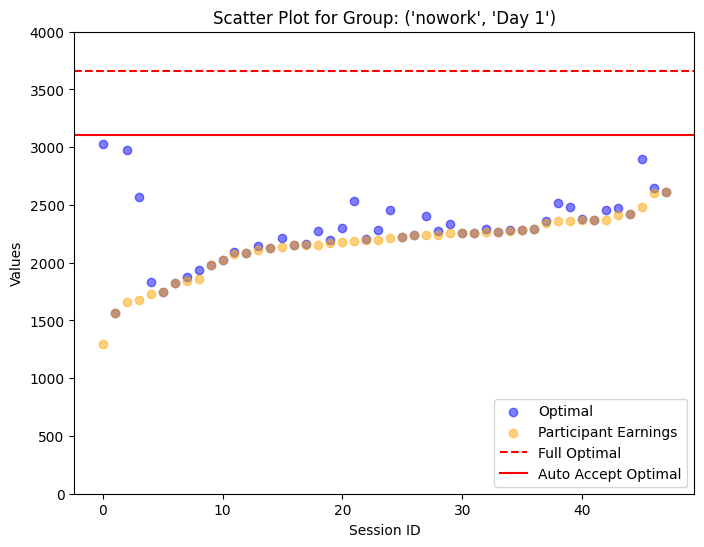 Scatter Plot for Group: ('nowork', 'Day 1')
4000
3500
3000
2500
2000
1500
1000
500
0
Values
0 10 20 30 40
Session ID
Optimal
Participant Earnings
Full Optimal
Auto Accept Optimal